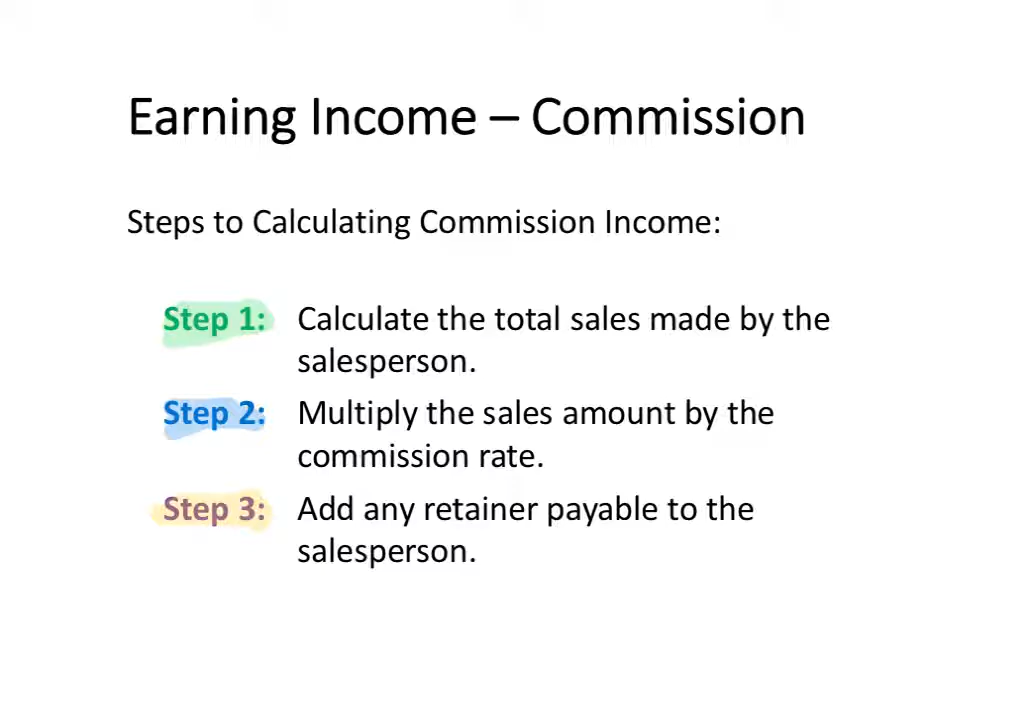 Earning Income – Commission
Steps to Calculating Commission Income:
Step 1: Calculate the total sales made by the
salesperson.
Step 2: Multiply the sales amount by the
commission rate.
Step 3: Add any retainer payable to the
salesperson.